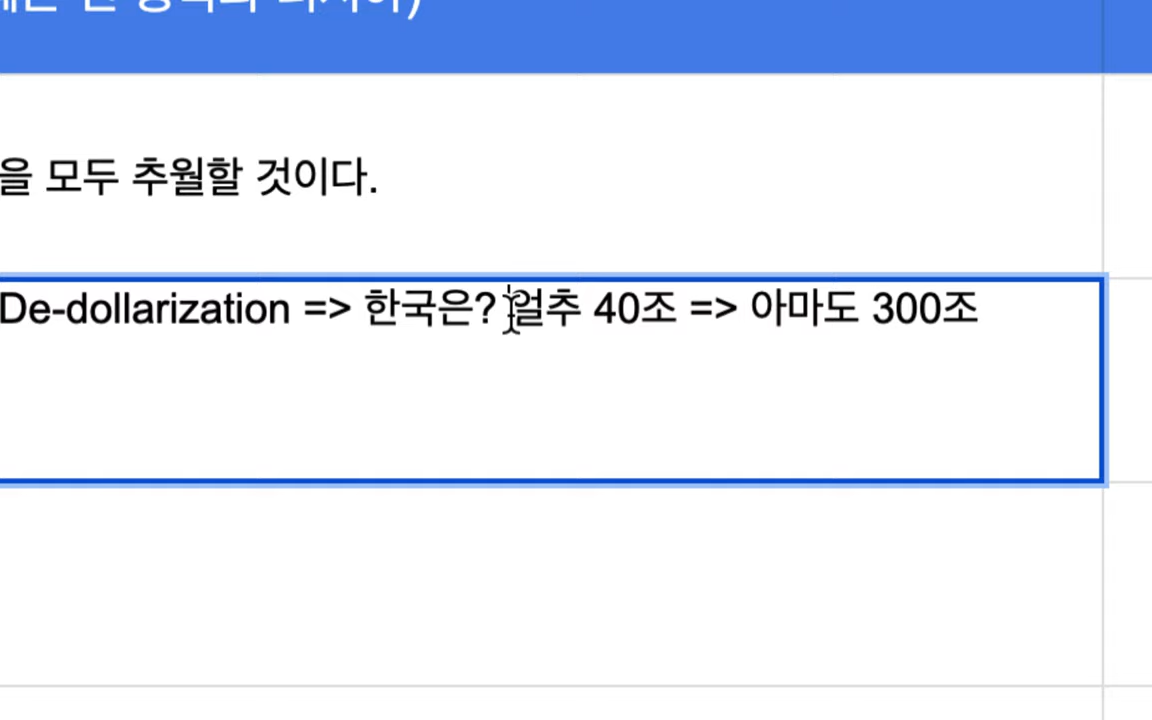 을 모두 추월할 것이다.
De-dollarization => 한국은? 얼추 40조 => 아마도 300조